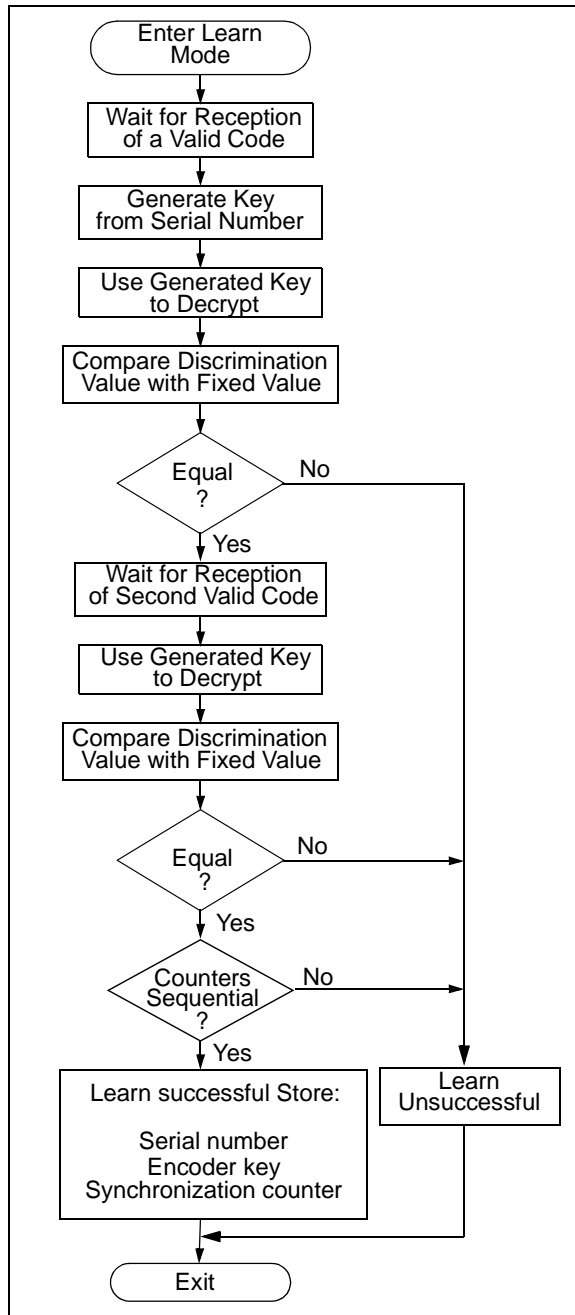 Enter Learn
Mode
Wait for Reception
of a Valid Code
Generate Key
from Serial Number
Use Generated Key
to Decrypt
Compare Discrimination
Value with Fixed Value
Equal
?
No
Yes
Wait for Reception
of Second Valid Code
Use Generated Key
to Decrypt
Compare Discrimination
Value with Fixed Value
Equal
?
No
Yes
Counters
Sequential
?
No
Yes
Learn successful Store:
Serial number
Encoder key
Synchronization counter
Learn
Unsuccessful
Exit